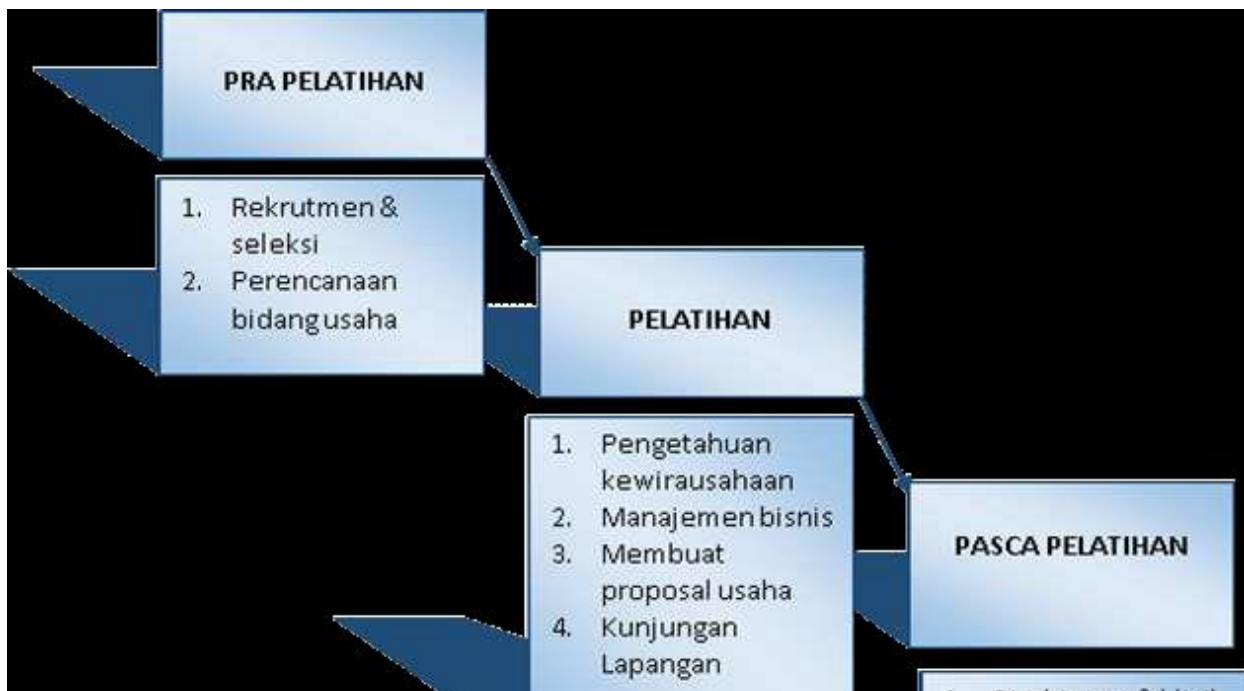 PRA PELATIHAN
1. Rekrutmen &
seleksi
2. Perencanaan
bidang usaha
PELATIHAN
1. Pengetahuan
kewirausahaan
2. Manajemen bisnis
3. Membuat
proposal usaha
4. Kunjungan
Lapangan
PASCA PELATIHAN